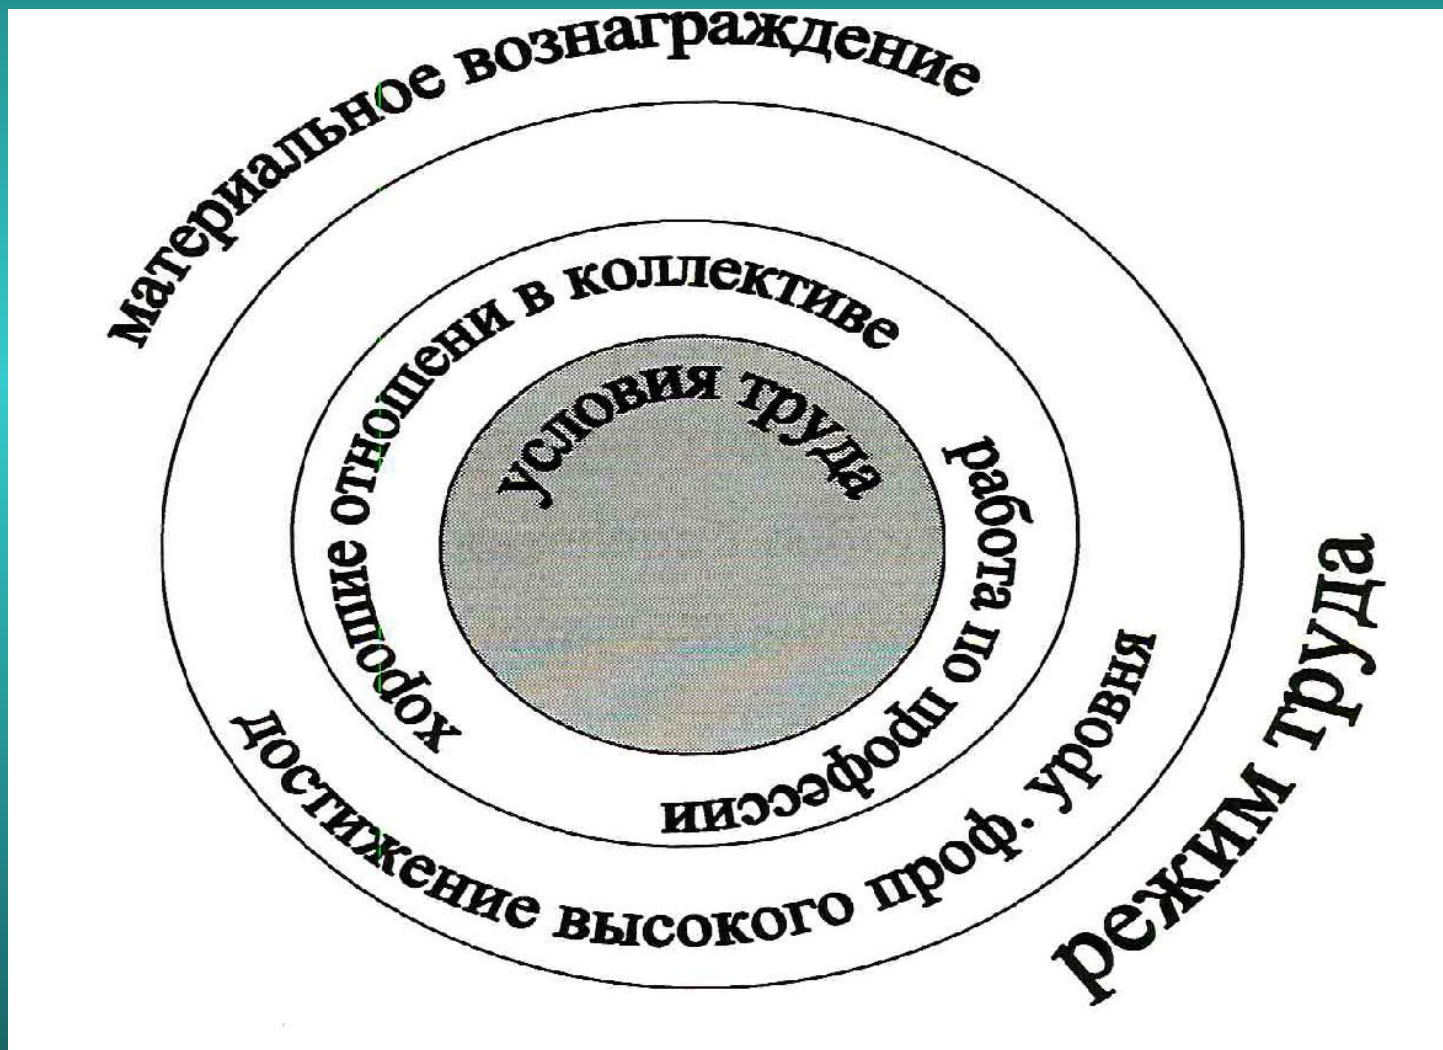 материальное вознаграждение
хорошие отношени в коллективе
условия труда
работа по профессии
достижение высокого проф. уровня
режим труда